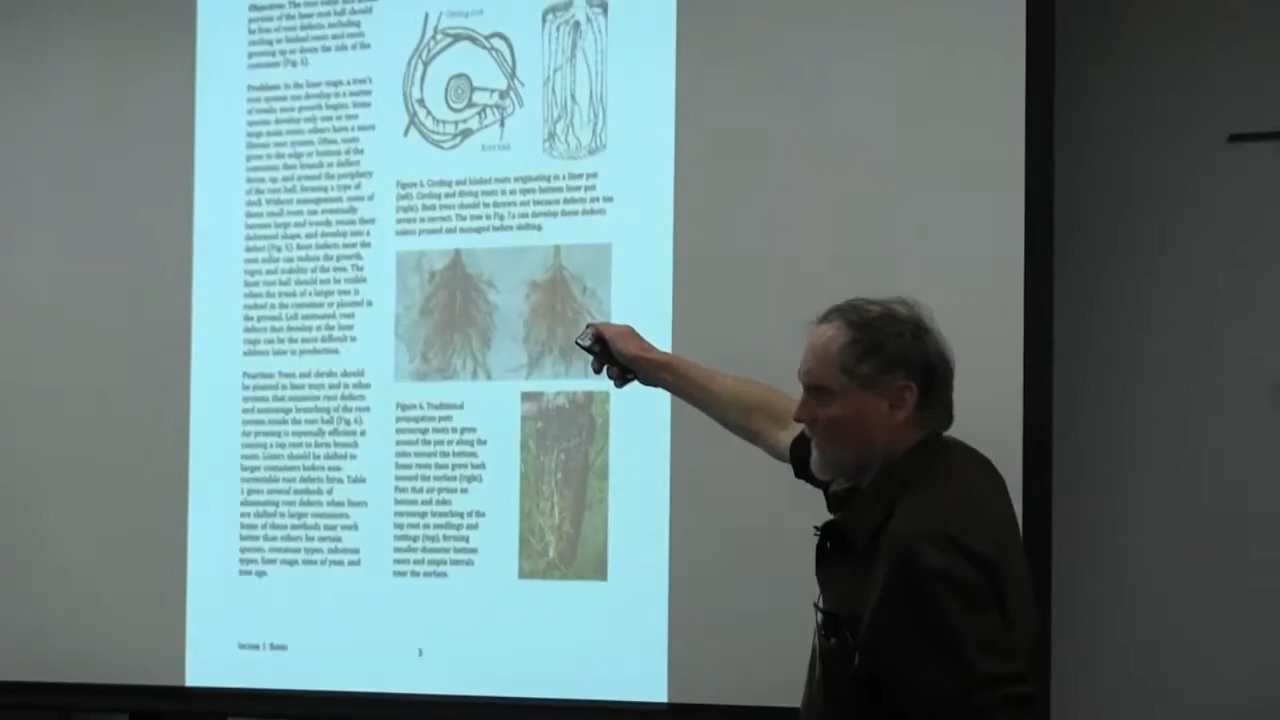 Objective: The root
portion of the liner root ball should
be free of root defects, including
circling or kinked roots and roots
growing up or down the side of the
container (Fig. 5).
Problem: In the liner stage, a tree's
root system can develop in a matter
of weeks once growth begins. Some
species develop only one or two
large main roots; others have a more
fibrous root system. Often, roots
grow to the edge or bottom of the
container, then branch or deflect
down, up, and around the periphery
of the root ball, forming a type of
shell. Without management, some of
these small roots can eventually
become large and woody, retain their
deformed shape, and develop into a
defect (Fig. 5). Root defects near the
root collar can reduce the growth,
vigor, and stability of the tree. The
liner root ball should not be visible
when the trunk of a larger tree is
in the container or planted in
the ground. Left untreated, root
defects that develop at the liner
stage can be the most difficult to
address later in production.
Practice: Trees and shrubs should
be planted in liner trays and in other
systems that minimize root defects
and encourage branching of the root
system inside the root ball (Fig. 6).
Air pruning is especially efficient at
causing a tap root to form branch
roots. Liners should be shifted to
larger containers before non-
correctable root defects form. Table
1 gives several methods of
eliminating root defects when liners
are shifted to larger containers.
Some of these methods may work
better than others for certain
species, container types, substrate
types, liner stage, time of year, and
tree age.
Circling root
Kinked
Figure 5. Circling and kinked roots originating in a liner pot
(left). Circling and diving roots in an open-bottom liner pot
(right). Both trees should be thrown out because defects are too
severe to correct. The tree in Fig. 7a can develop these defects
unless pruned and managed before shifting.
Figure 6. Traditional
propagation pots
encourage roots to grow
around the pot or along the
sides toward the bottom.
Some roots then grow back
toward the surface (right).
Pots that air-prune on
bottom and sides
encourage branching of the
tap root on seedlings and
cuttings (top), forming
smaller-diameter bottom
roots and ample laterals
near the surface.
Section 1: Roots
3